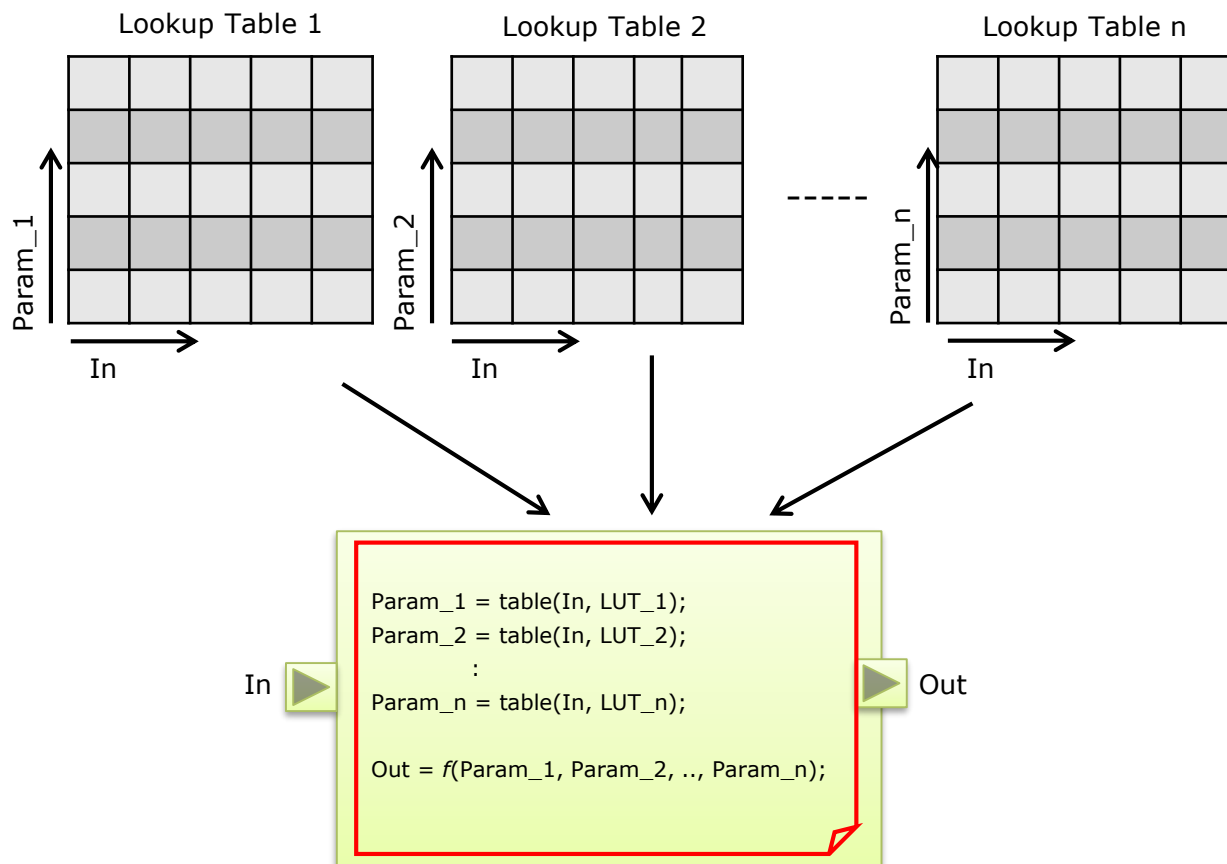 Lookup Table 1
Lookup Table 2
Lookup Table n
Param_1
Param_2
Param_n
In
In
In
Param_1 = table(In, LUT_1);
Param_2 = table(In, LUT_2);
:
Param_n = table(In, LUT_n);
Out = f(Param_1, Param_2, .., Param_n);
In
Out